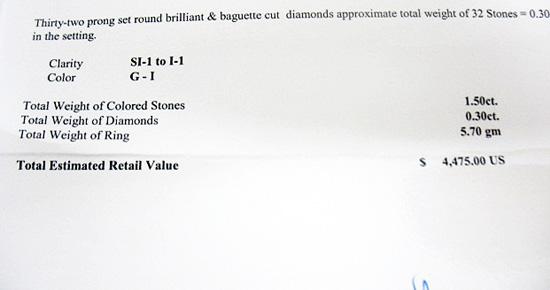 Thirty-two prong set round brilliant & baguette cut diamonds approximate total weight of 32 Stones = 0.30
in the setting.
Clarity SI-1 to I-1
Color G - I
Total Weight of Colored Stones 1.50ct.
Total Weight of Diamonds 0.30ct.
Total Weight of Ring 5.70 gm
Total Estimated Retail Value $ 4,475.00 US